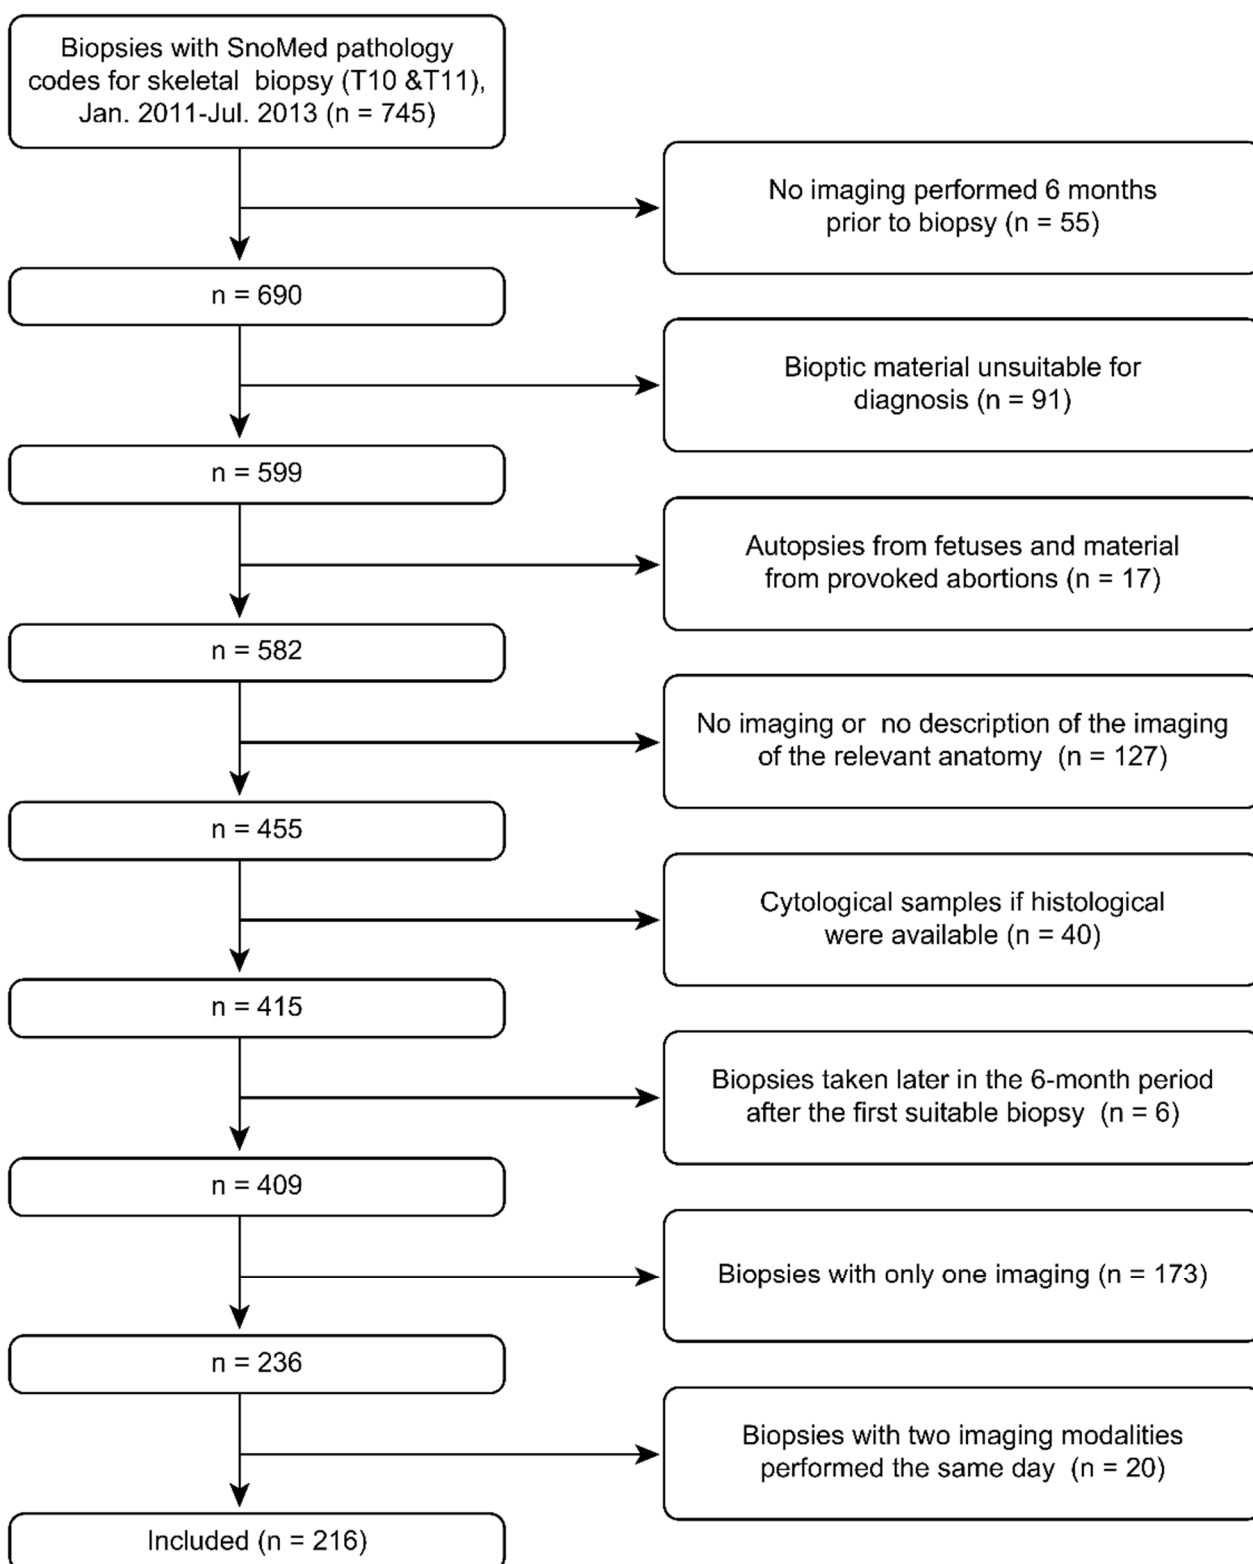 Biopsies with SnoMed pathology
codes for skeletal biopsy (T10 &T11),
Jan. 2011-Jul. 2013 (n = 745)
No imaging performed 6 months
prior to biopsy (n = 55)
n = 690
Bioptic material unsuitable for
diagnosis (n = 91)
n = 599
Autopsies from fetuses and material
from provoked abortions (n = 17)
n = 582
No imaging or no description of the imaging
of the relevant anatomy (n = 127)
n = 455
Cytological samples if histological
were available (n = 40)
n = 415
Biopsies taken later in the 6-month period
after the first suitable biopsy (n = 6)
n = 409
Biopsies with only one imaging (n = 173)
n = 236
Biopsies with two imaging modalities
performed the same day (n = 20)
Included (n = 216)